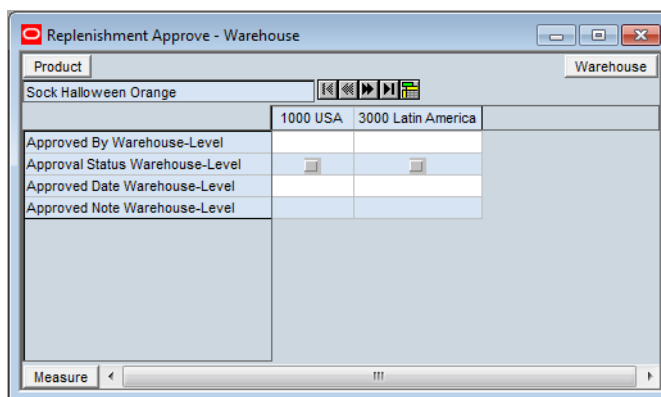 Replenishment Approve - Warehouse
Product
Warehouse
Sock Halloween Orange
1000 USA 3000 Latin America
Approved By Warehouse-Level
Approval Status Warehouse-Level
Approved Date Warehouse-Level
Approved Note Warehouse-Level
Measure